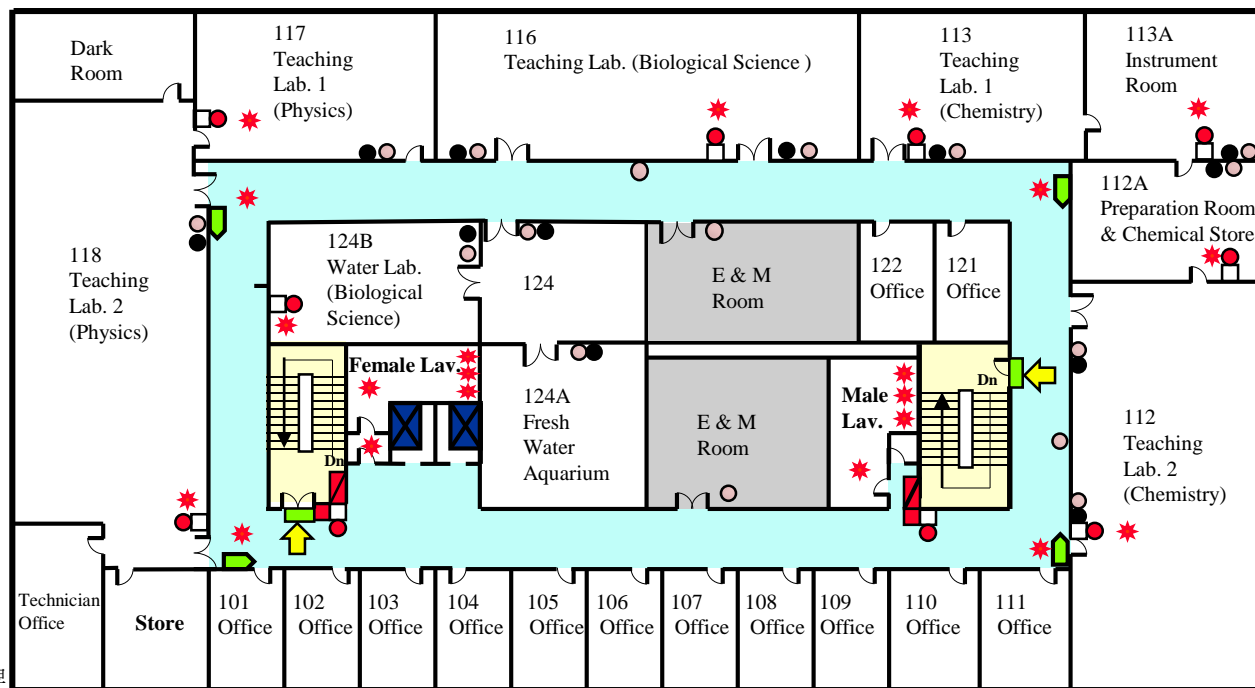 Dark
Room
117
Teaching
Lab. 1
(Physics)
116
Teaching Lab. (Biological Science )
113
Teaching
Lab. 1
(Chemistry)
113A
Instrument
Room
112A
Preparation Room
& Chemical Store
118
Teaching
Lab. 2
(Physics)
124B
Water Lab.
(Biological
Science)
124
E & M
Room
122
Office
121
Office
Female Lav.
124A
Fresh
Water
Aquarium
E & M
Room
Male
Lav.
Dn
Dn
112
Teaching
Lab. 2
(Chemistry)
Technician
Office
Store
101
Office
102
Office
103
Office
104
Office
105
Office
106
Office
107
Office
108
Office
109
Office
110
Office
111
Office